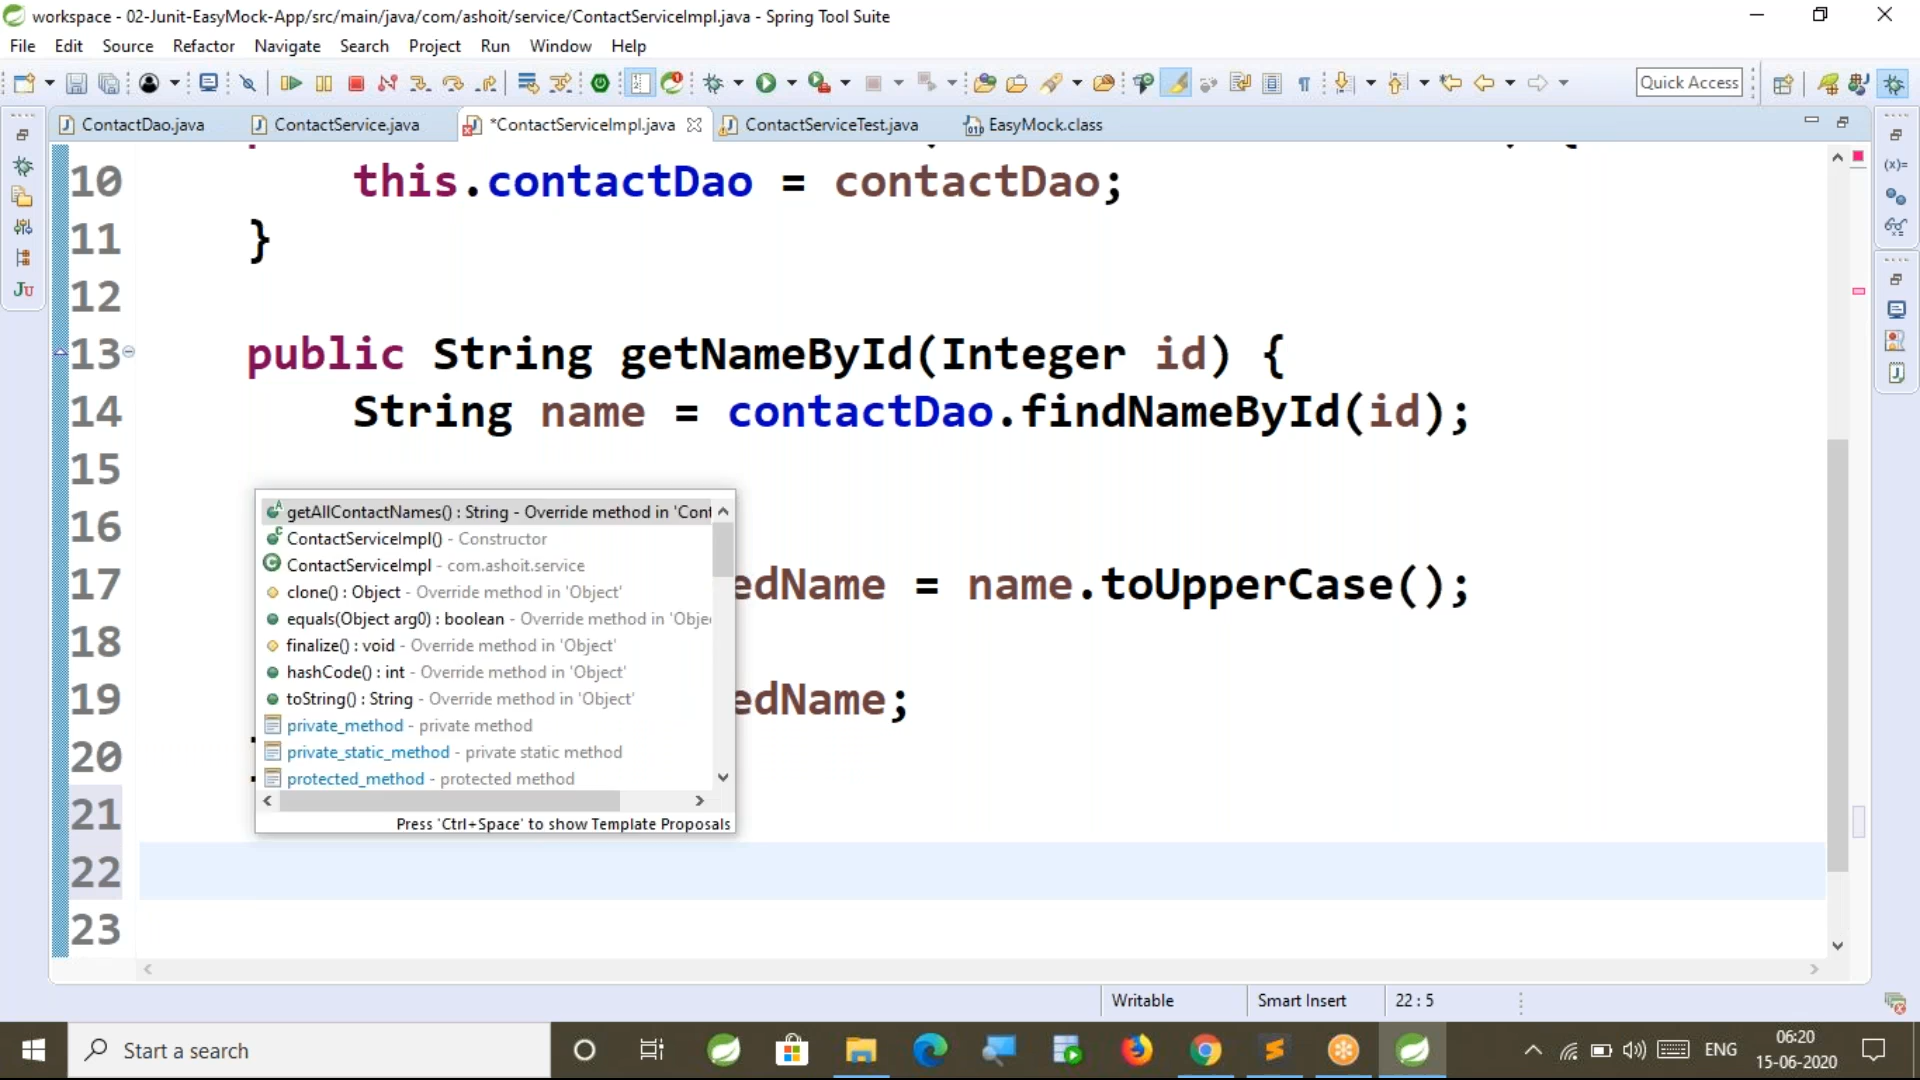 workspace - 02-Junit-EasyMock-App/src/main/java/com/ashoit/service/ContactServiceImpl.java - Spring Tool Suite
File Edit Source Refactor Navigate Search Project Run Window Help
Quick Access
ContactDao.java ContactService.java *ContactServiceImpl.java ContactServiceTest.java EasyMock.class
10 this.contactDao = contactDao;
11 }
12
13 public String getNameById(Integer id) {
14 String name = contactDao.findNameById(id);
15
16
17 edName = name.toUpperCase();
18
19 edName;
20
21
22
23
getAllContactNames() : String - Override method in 'Cont
ContactServiceImpl() - Constructor
ContactServiceImpl - com.ashoit.service
clone() : Object - Override method in 'Object'
equals(Object arg0) : boolean - Override method in 'Obje
finalize() : void - Override method in 'Object'
hashCode() : int - Override method in 'Object'
toString() : String - Override method in 'Object'
private_method - private method
private_static_method - private static method
protected_method - protected method
Press 'Ctrl+Space' to show Template Proposals
Writable Smart Insert 22 : 5
Start a search
ENG
06:20
15-06-2020